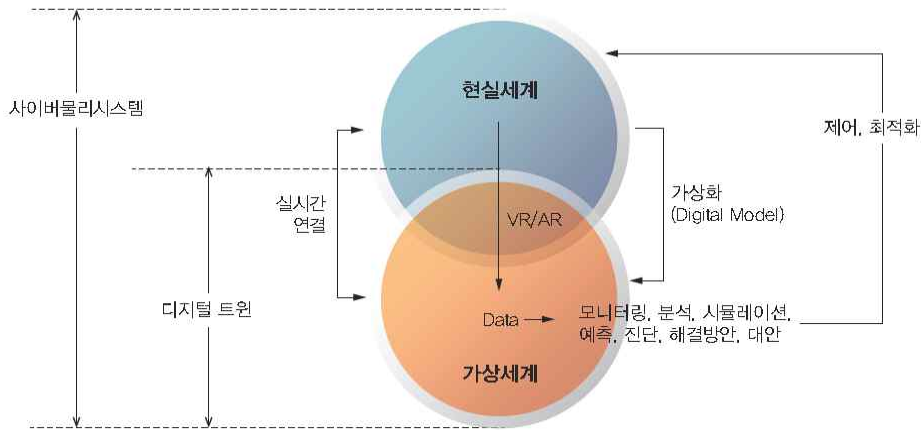 현실세계
사이버물리시스템
제어, 최적화
실시간
연결
가상화
(Digital Model)
VR/AR
디지털 트윈
Data
모니터링, 분석, 시뮬레이션,
예측, 진단, 해결방안, 대안
가상세계